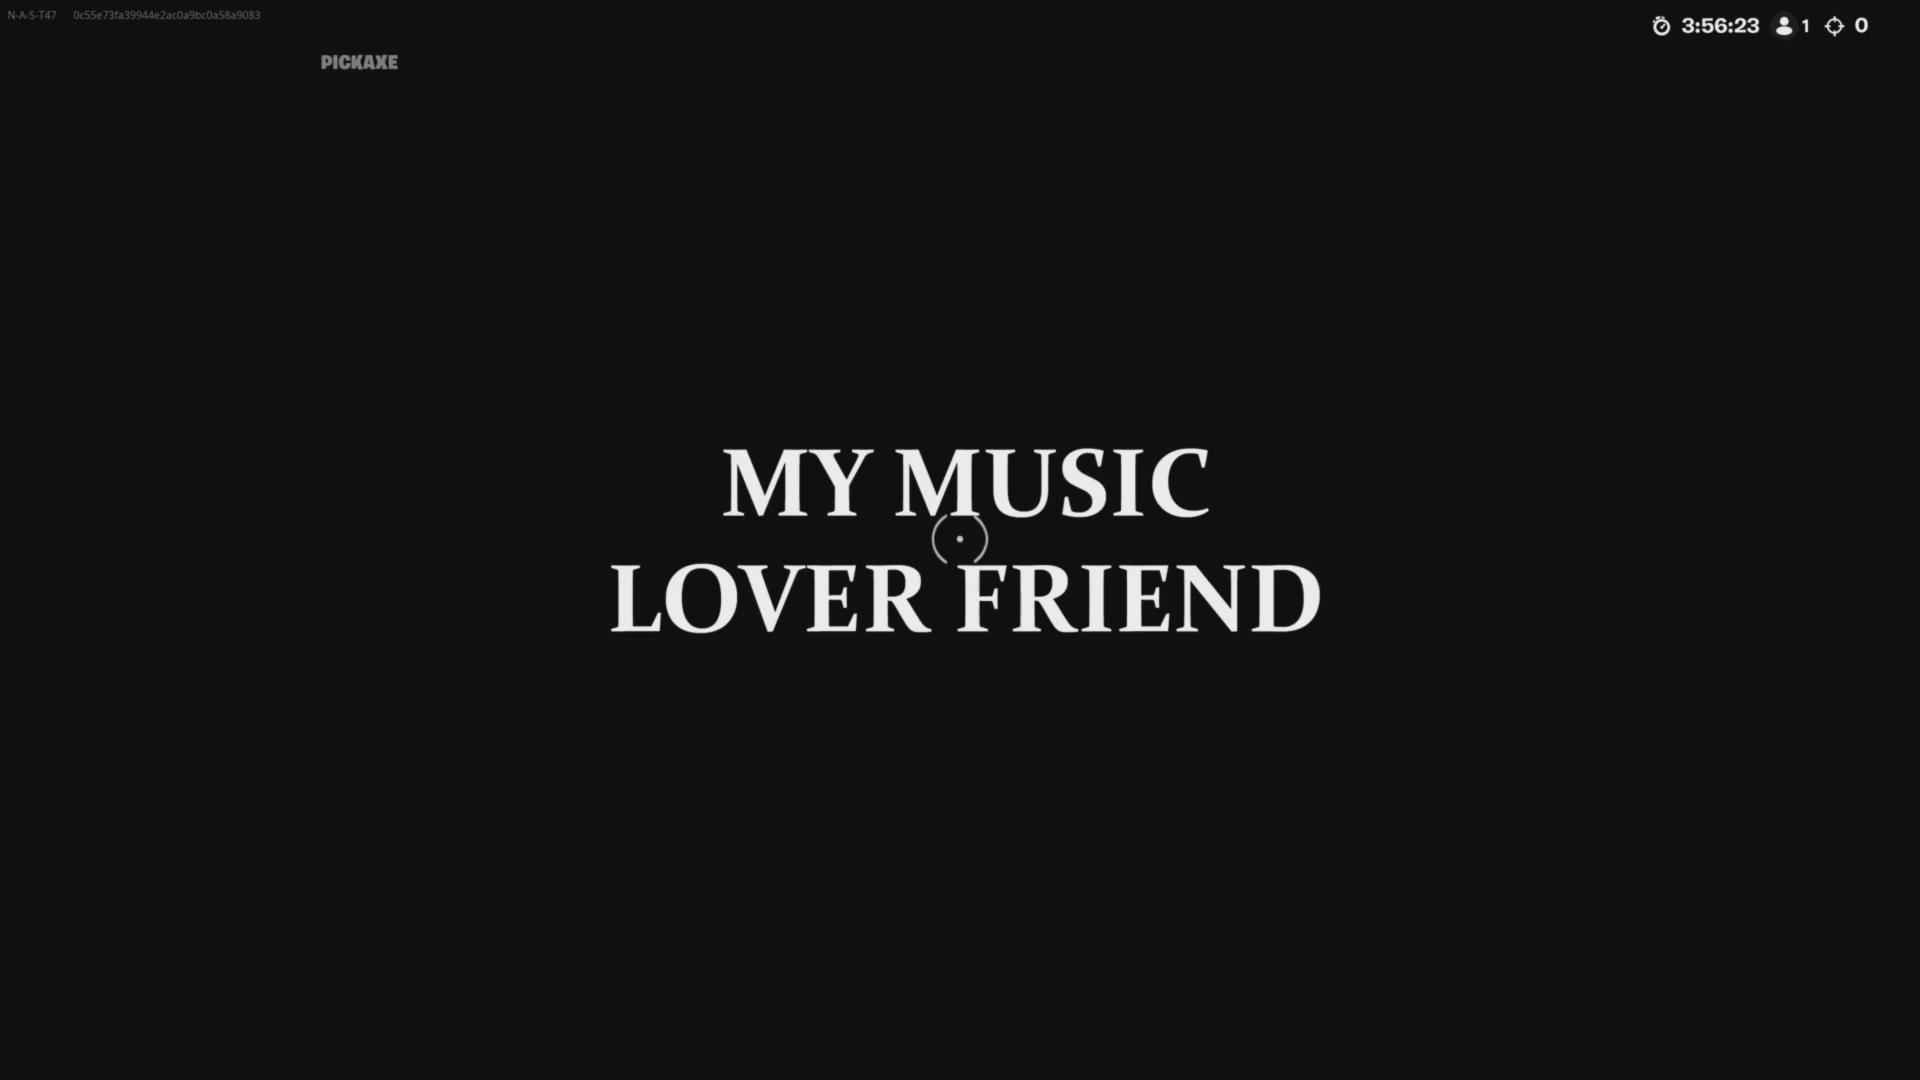 N-A-S-T47 0c55e73fa39944e2ac0a9bc0a58a9083
3:56:23 1 0
PICKAXE
MY MUSIC
LOVER FRIEND